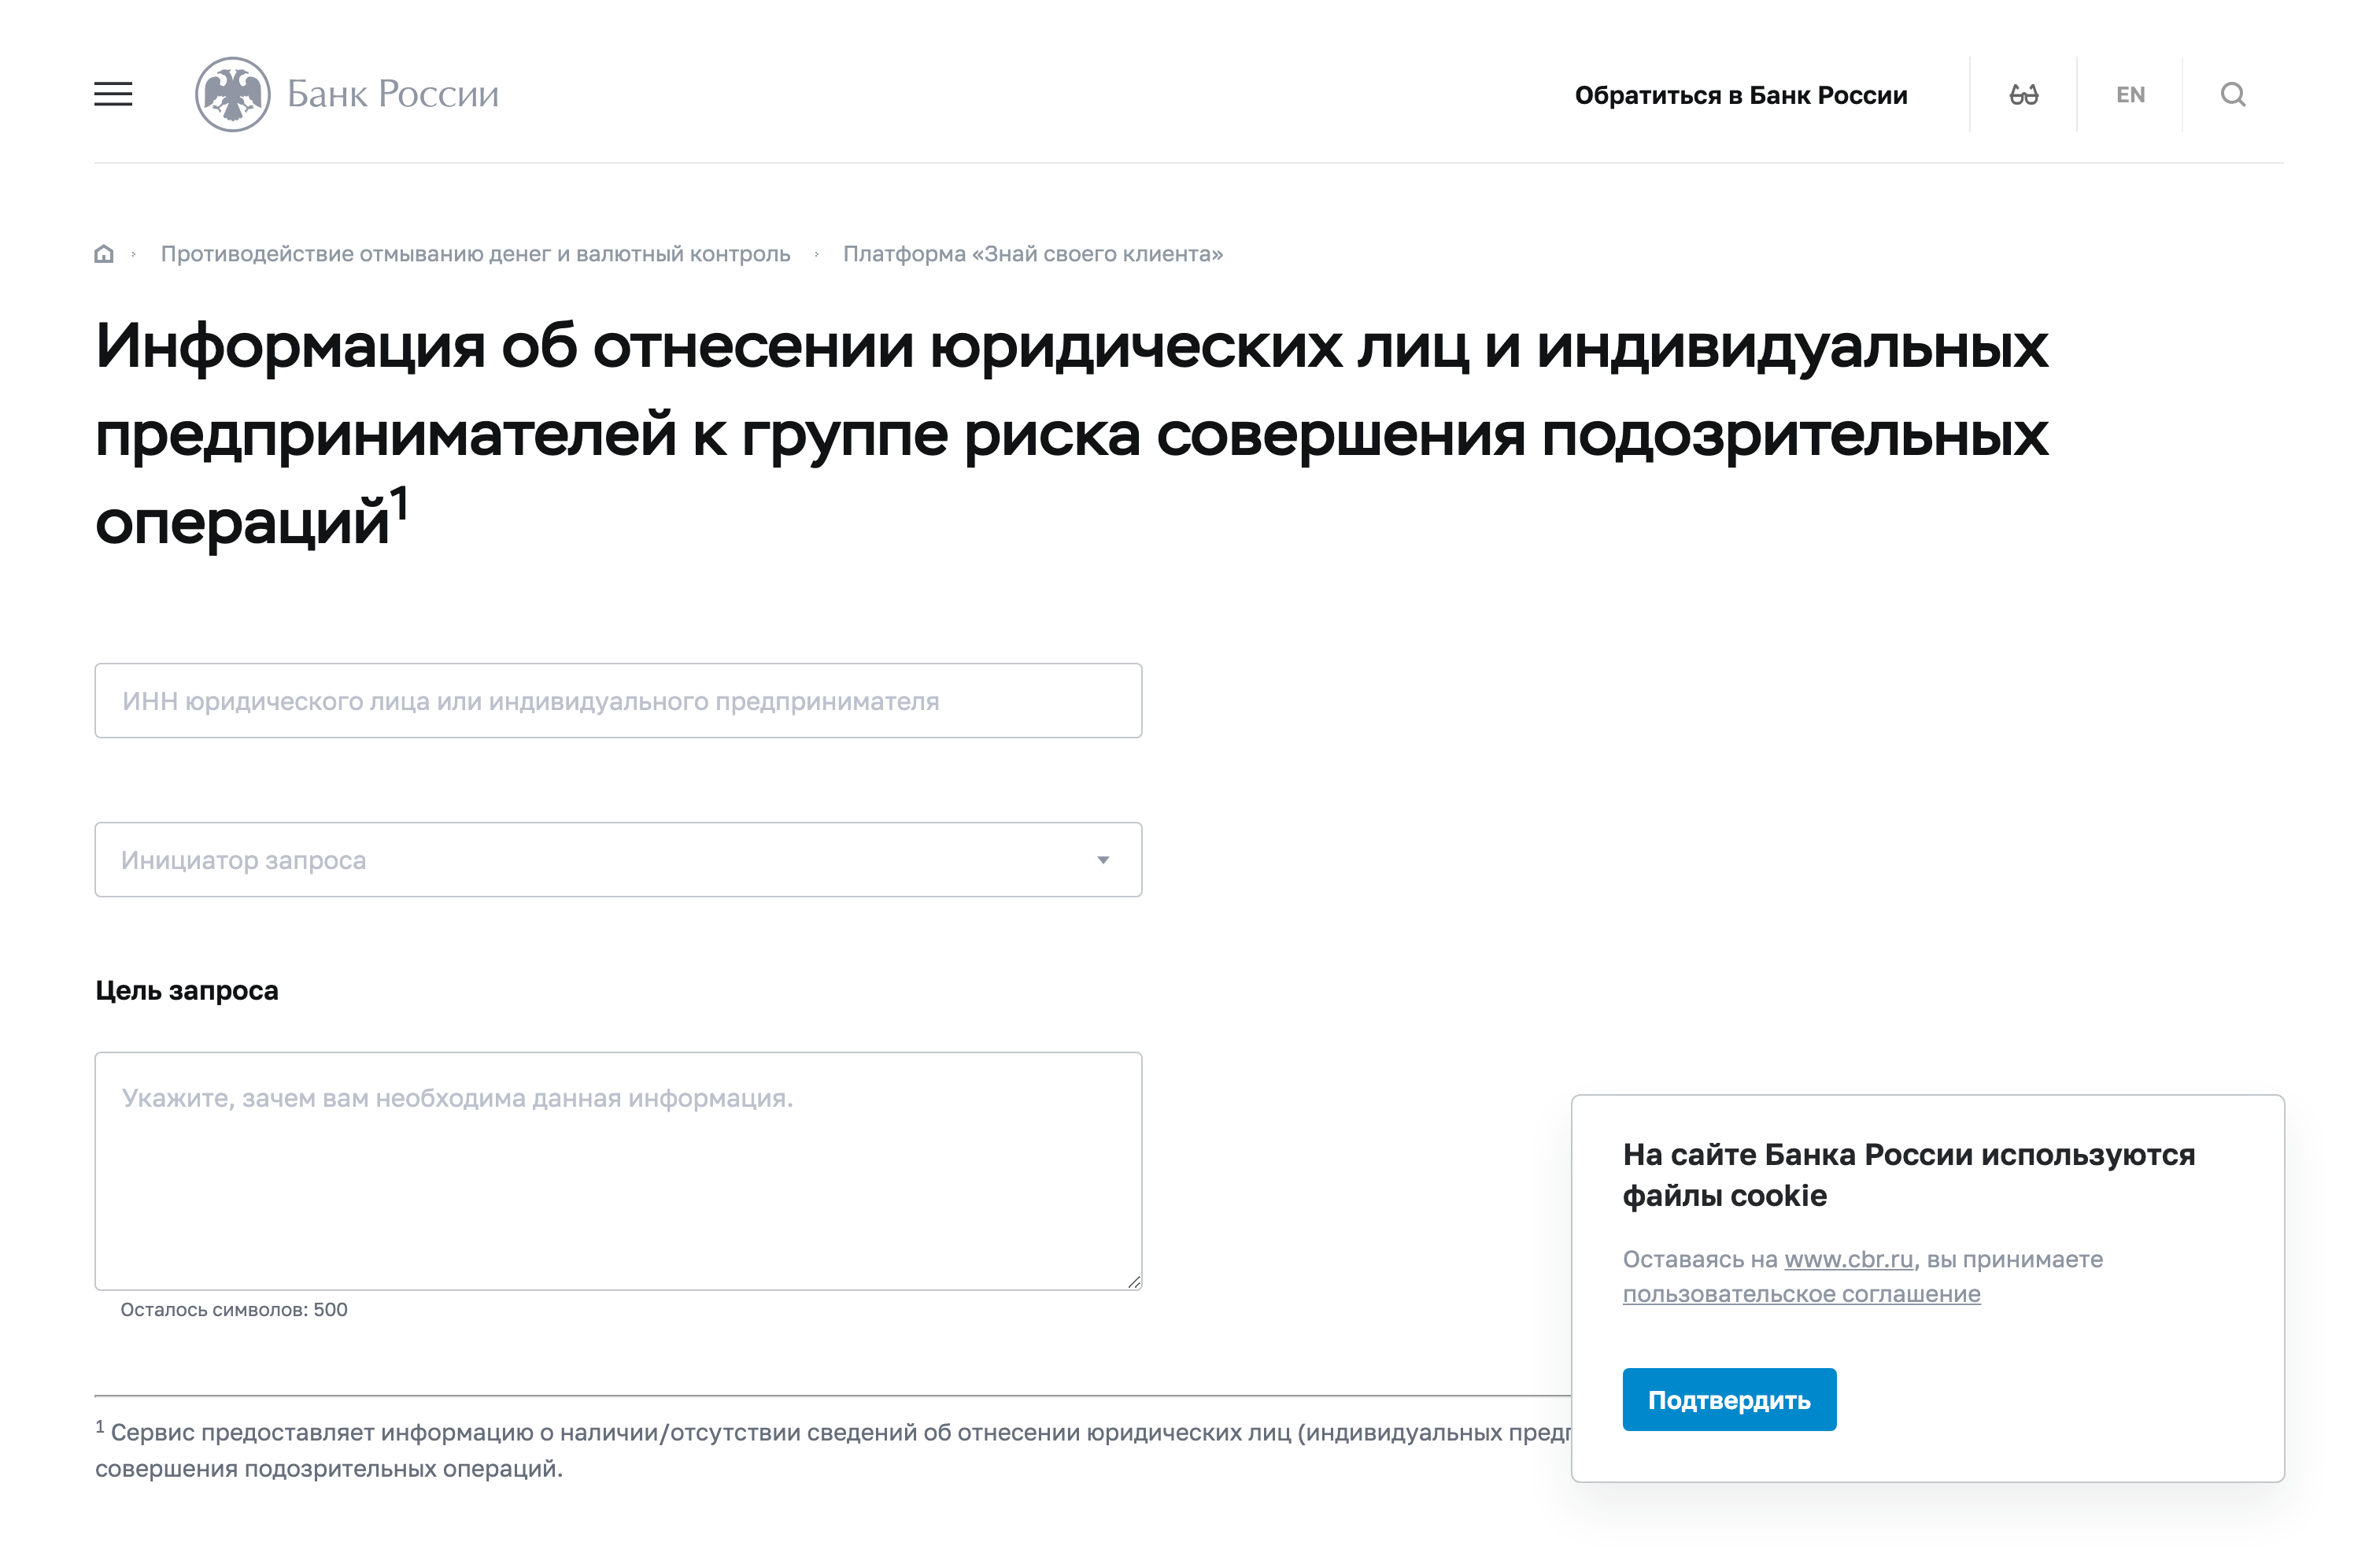 Банк России
Обратиться в Банк России
EN
Противодействие отмыванию денег и валютный контроль
Платформа «Знай своего клиента»
Информация об отнесении юридических лиц и индивидуальных
предпринимателей к группе риска совершения подозрительных
операций¹
ИНН юридического лица или индивидуального предпринимателя
Инициатор запроса
Цель запроса
Укажите, зачем вам необходима данная информация.
Осталось символов: 500
¹ Сервис предоставляет информацию о наличии/отсутствии сведений об отнесении юридических лиц (индивидуальных
совершения подозрительных операций.
На сайте Банка России используются
файлы cookie
Оставаясь на www.cbr.ru, вы принимаете
пользовательское соглашение
Подтвердить